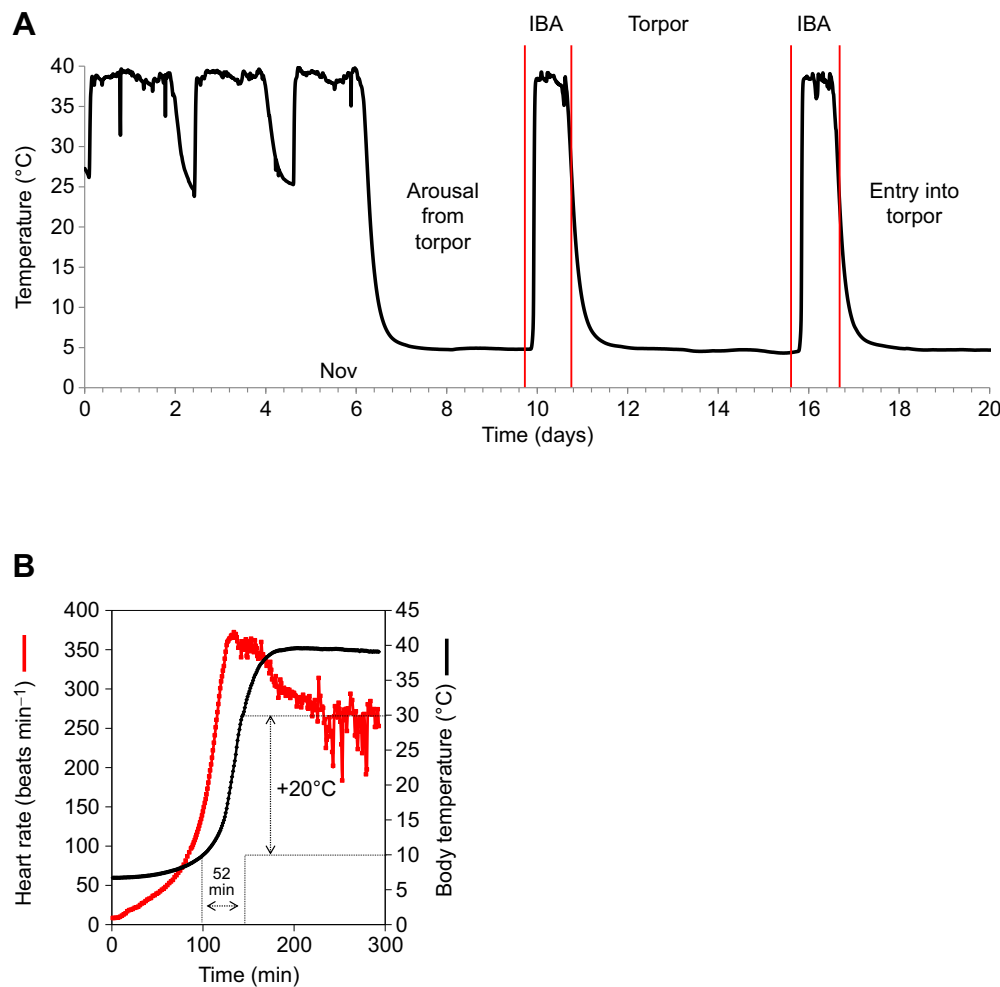 A
IBA
Torpor
IBA
Temperature (°C)
40
35
30
25
20
15
10
5
0
Arousal
from
torpor
Entry into
torpor
Nov
0 2 4 6 8 10 12 14 16 18 20
Time (days)
B
Heart rate (beats min⁻¹)
400
350
300
250
200
150
100
50
0
+20°C
52
min
45
40
35
30
25
20
15
10
5
0
Body temperature (°C)
0 100 200 300
Time (min)